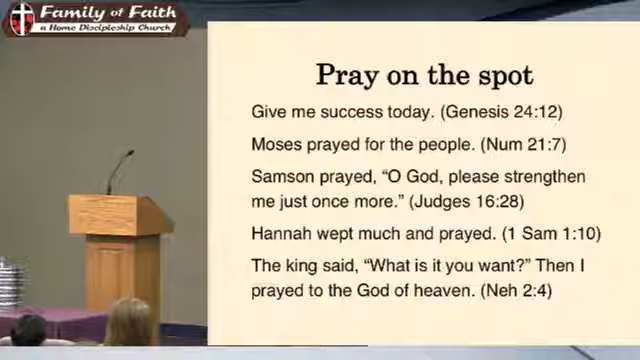 Family of Faith
a Home Discipleship Church
Pray on the spot
Give me success today. (Genesis 24:12)
Moses prayed for the people. (Num 21:7)
Samson prayed, “O God, please strengthen
me just once more.” (Judges 16:28)
Hannah wept much and prayed. (1 Sam 1:10)
The king said, “What is it you want?” Then I
prayed to the God of heaven. (Neh 2:4)